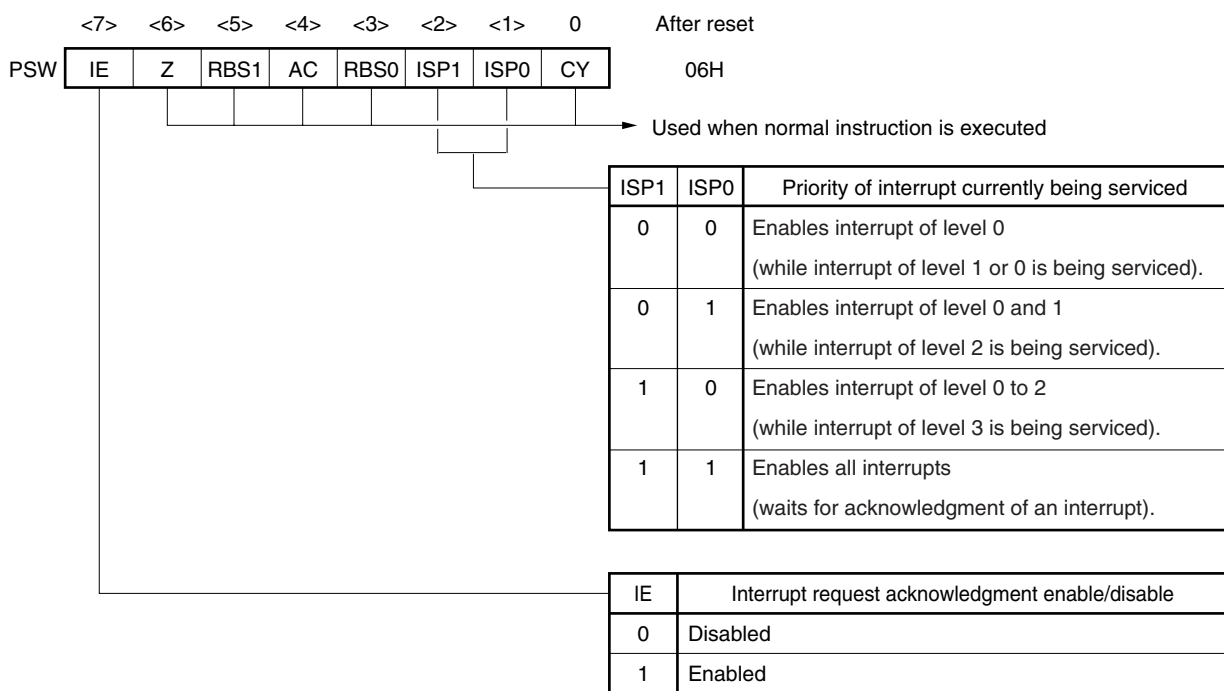 <7> <6> <5> <4> <3> <2> <1> 0 After reset
PSW IE Z RBS1 AC RBS0 ISP1 ISP0 CY 06H
Used when normal instruction is executed
ISP1 ISP0 Priority of interrupt currently being serviced
0 0 Enables interrupt of level 0
(while interrupt of level 1 or 0 is being serviced).
0 1 Enables interrupt of level 0 and 1
(while interrupt of level 2 is being serviced).
1 0 Enables interrupt of level 0 to 2
(while interrupt of level 3 is being serviced).
1 1 Enables all interrupts
(waits for acknowledgment of an interrupt).
IE Interrupt request acknowledgment enable/disable
0 Disabled
1 Enabled